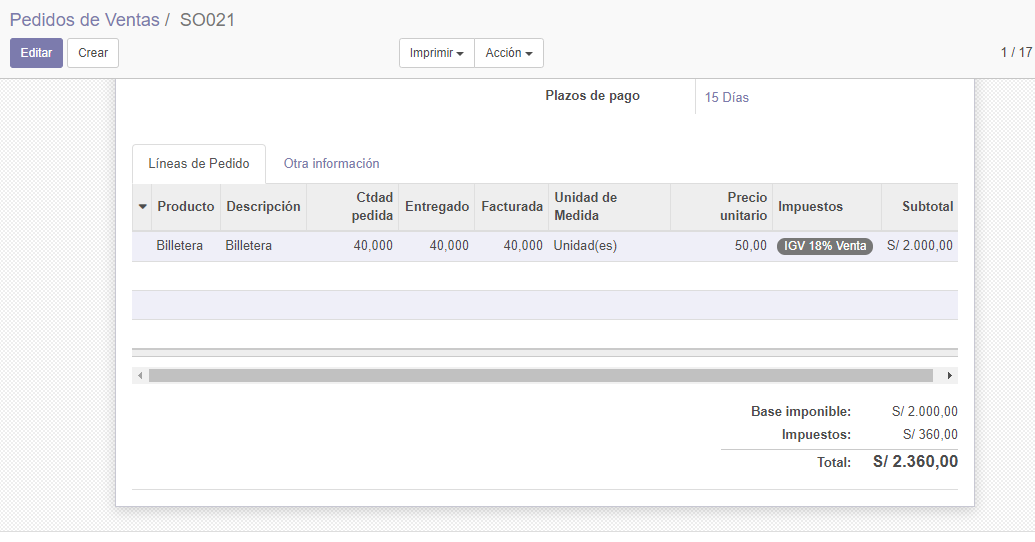 Pedidos de Ventas / SO021
Editar Crear Imprimir Acción 1 / 17
Plazos de pago 15 Días
Líneas de Pedido Otra información
Producto Descripción Ctdad pedida Entregado Facturada Unidad de Medida Precio unitario Impuestos Subtotal
Billetera Billetera 40,000 40,000 40,000 Unidad(es) 50,00 IGV 18% Venta S/ 2.000,00
Base imponible: S/ 2.000,00
Impuestos: S/ 360,00
Total: S/ 2.360,00